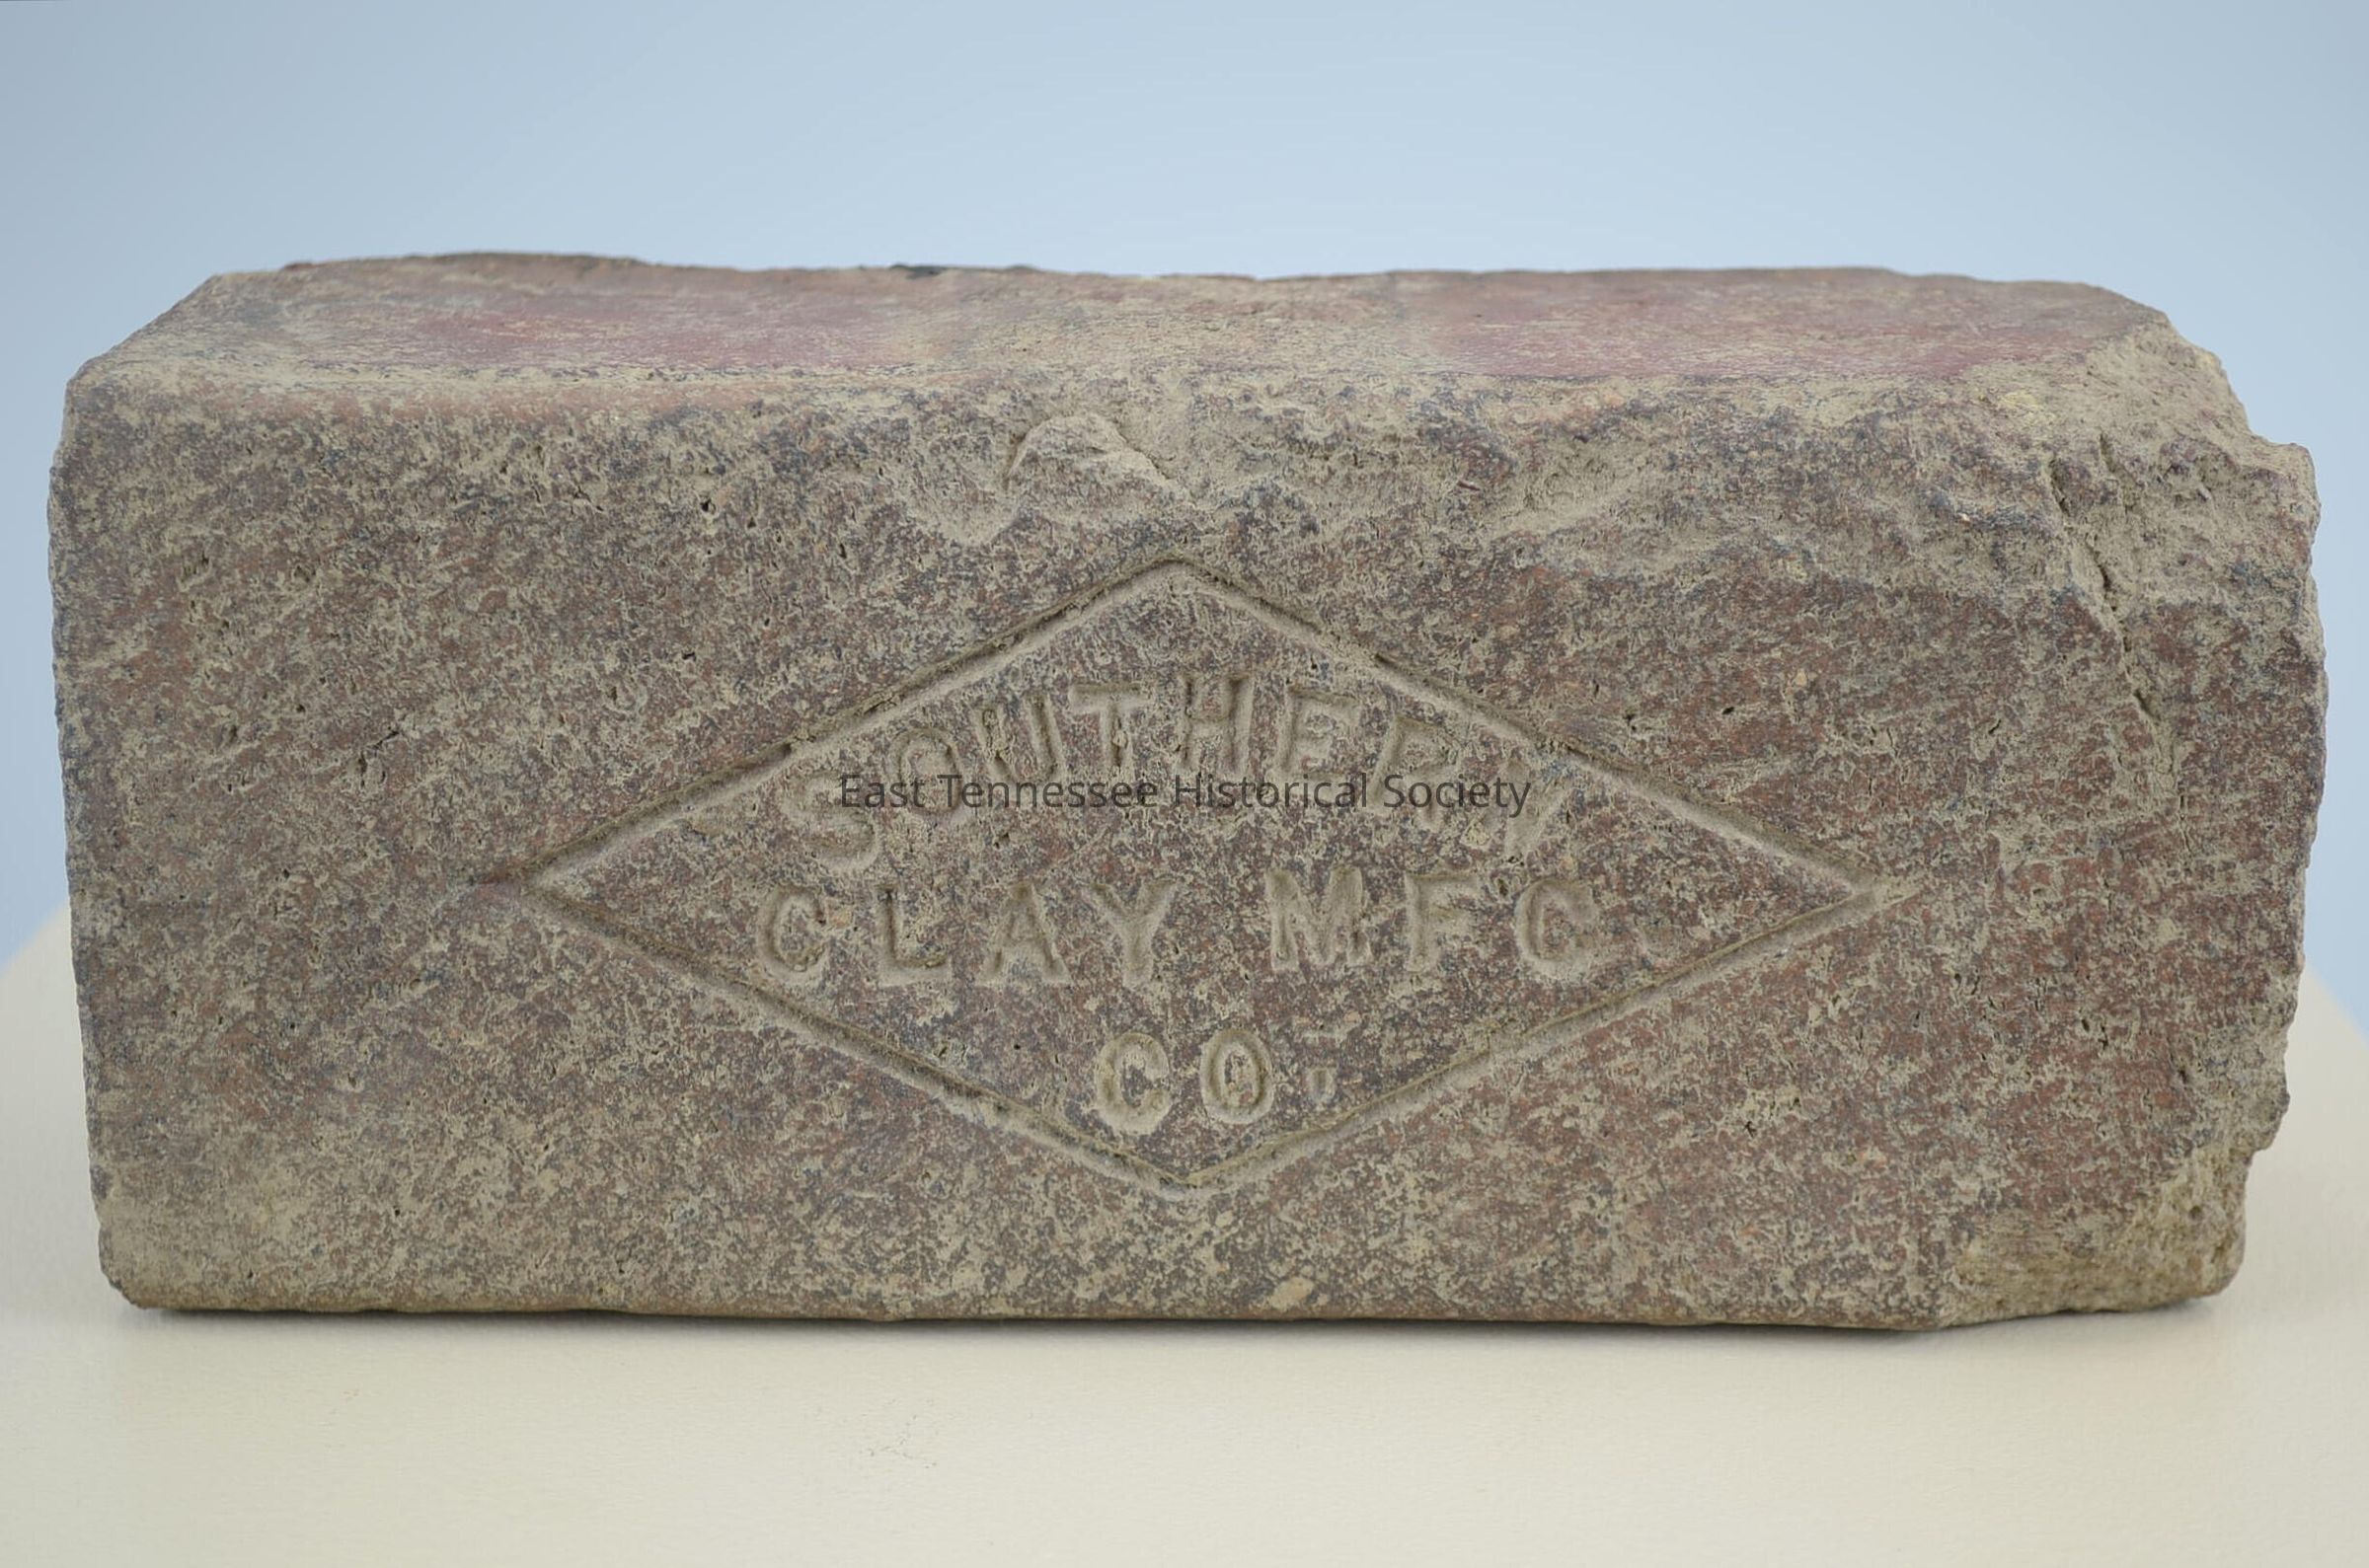 SOUTHERN
East Tennessee Historical Society
CLAY MFG.
CO.